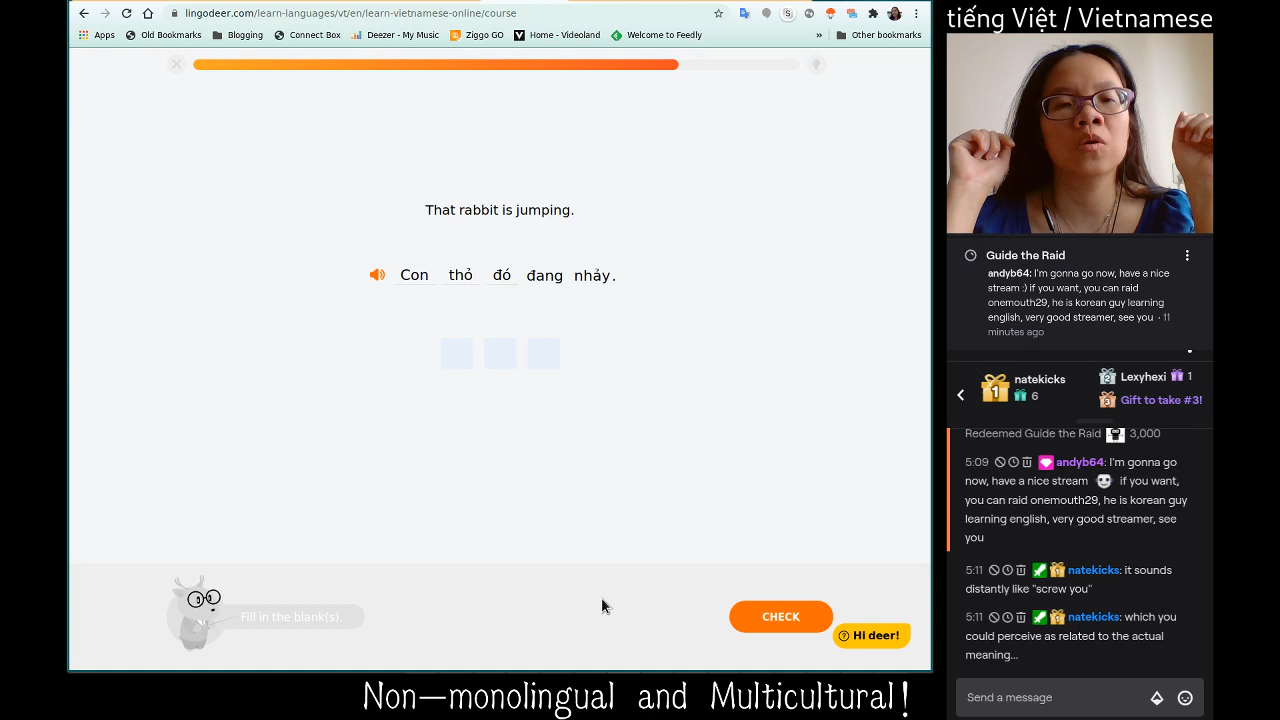 lingodeer.com/learn-languages/vt/en/learn-vietnamese-online/course
Apps Old Bookmarks Blogging Connect Box Deezer - My Music Ziggo GO Home - Videoland Welcome to Feedly » Other bookmarks
That rabbit is jumping.
Con thỏ đó đang nhảy.
Fill in the blank(s).
CHECK
Hi deer!
tiếng Việt / Vietnamese
Guide the Raid
andyb64: I'm gonna go now, have a nice
stream :) if you want, you can raid
onemouth29, he is korean guy learning
english, very good streamer, see you · 11
minutes ago
1 natekicks
6
2 Lexyhexi 1
3 Gift to take #3!
Redeemed Guide the Raid 3,000
5:09 andyb64: I'm gonna go
now, have a nice stream if you want,
you can raid onemouth29, he is korean guy
learning english, very good streamer, see
you
5:11 natekicks: it sounds
distantly like "screw you"
5:11 natekicks: which you
could perceive as related to the actual
meaning...
Send a message
Non-monolingual and Multicultural!